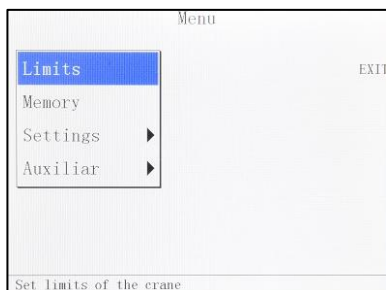 Menu
Limits
EXIT
Memory
Settings
Auxiliar
Set limits of the crane